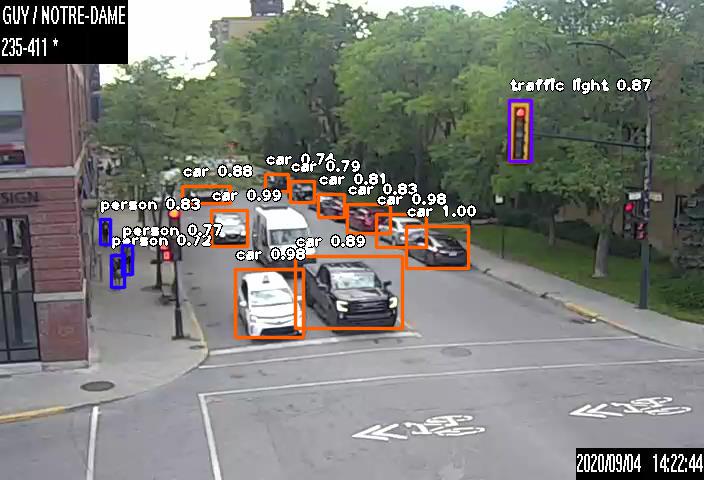 GUY / NOTRE-DAME
235-411 *
traffic light 0.87
car 0.74
car 0.79
car 0.88
car 0.81
car 0.99
car 0.83
person 0.83
car 0.98
car 1.00
person 0.77
person 0.72
car 0.89
car 0.98
SIGN
2020/09/04 14:22:44